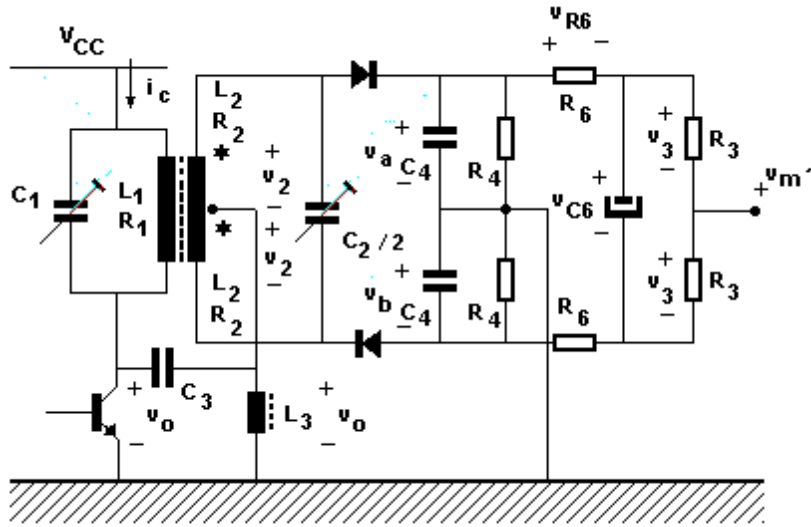 + vR6 −
VCC
ic
L2
R2
R6
+ v2 −
+ va − C4
R4
+ vC6 −
+ v3 − R3
+ vm1
C1
L1
R1
+ v2 −
C2 / 2
L2
R2
+ vb − C4
R4
R6
+ v3 − R3
C3
+ vo −
L3
+ vo −